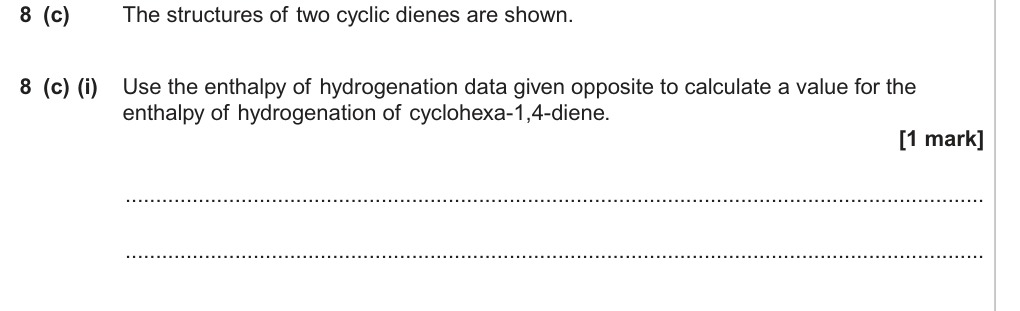 8 (c) The structures of two cyclic dienes are shown.
8 (c) (i) Use the enthalpy of hydrogenation data given opposite to calculate a value for the
enthalpy of hydrogenation of cyclohexa-1,4-diene.
[1 mark]